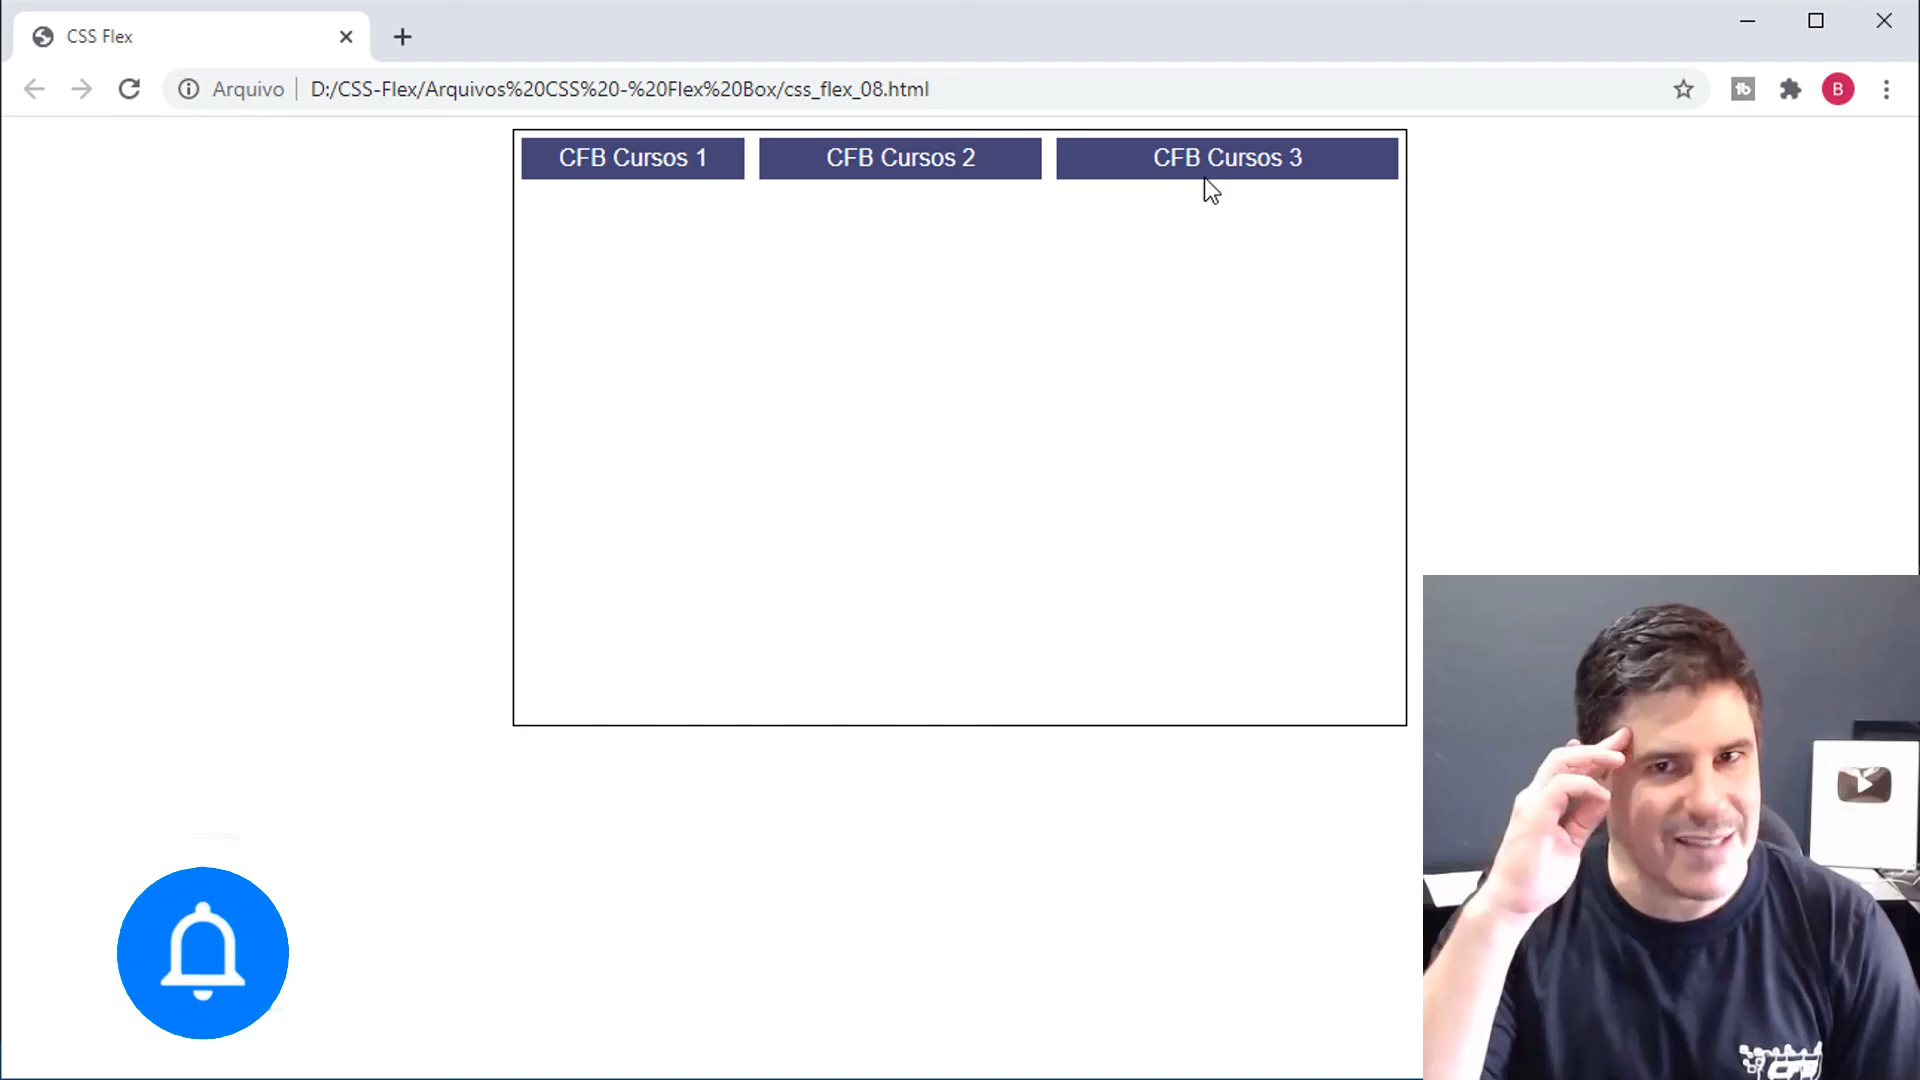 CSS Flex
Arquivo D:/CSS-Flex/Arquivos%20CSS%20-%20Flex%20Box/css_flex_08.html
B
CFB Cursos 1 CFB Cursos 2 CFB Cursos 3
CFB